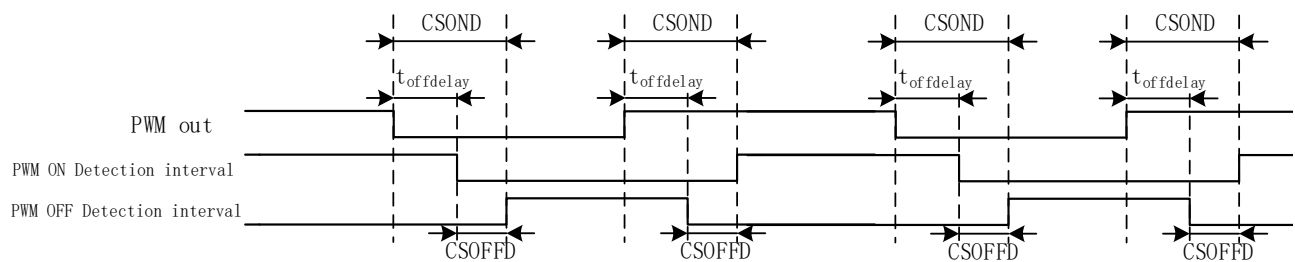 CSOND CSOND CSOND CSOND
toffdelay toffdelay toffdelay toffdelay
PWM out
PWM ON Detection interval
PWM OFF Detection interval
CSOFFD CSOFFD CSOFFD CSOFFD